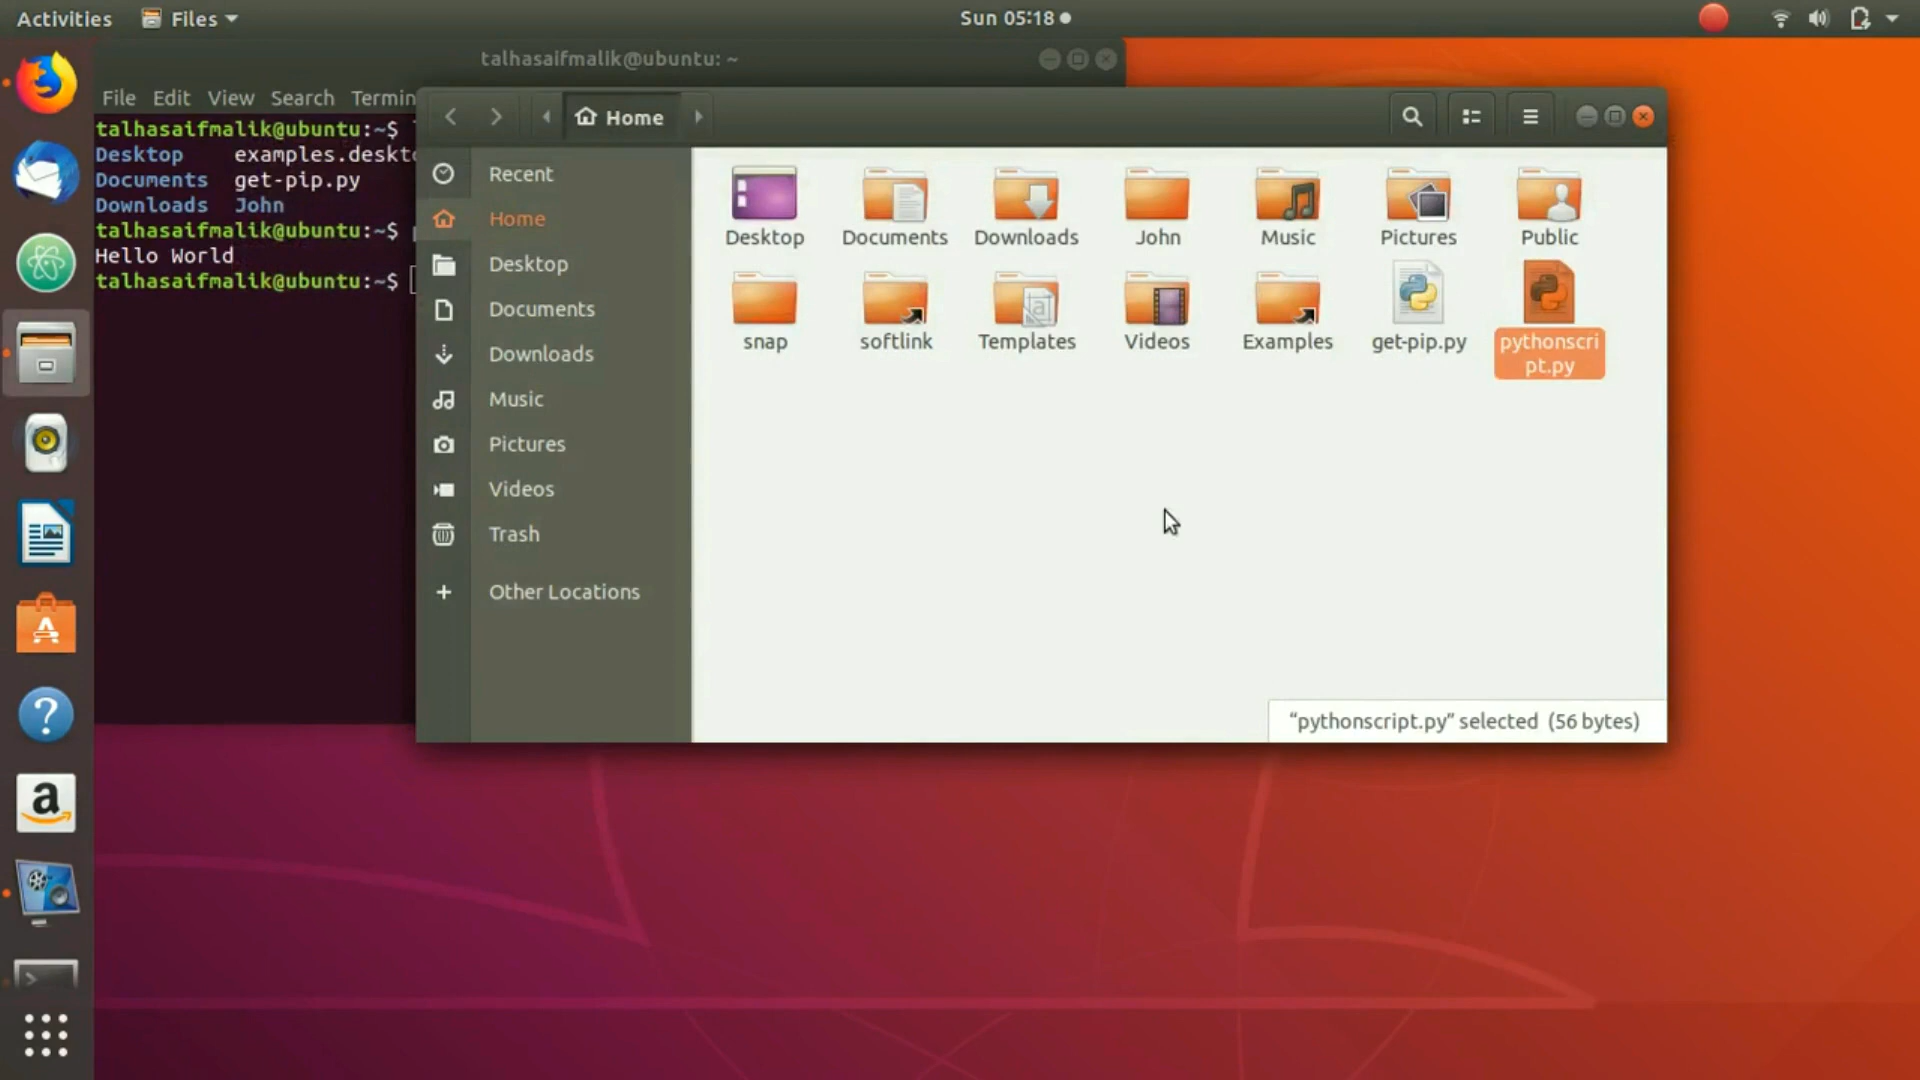 Activities Files Sun 05:18
talhasaifmalik@ubuntu: ~
File Edit View Search Termin
talhasaifmalik@ubuntu:~$
Desktop examples.deskto
Documents get-pip.py
Downloads John
talhasaifmalik@ubuntu:~$
Hello World
talhasaifmalik@ubuntu:~$
Home
Recent
Home
Desktop
Documents
Downloads
Music
Pictures
Videos
Trash
Other Locations
Desktop Documents Downloads John Music Pictures Public
snap softlink Templates Videos Examples get-pip.py pythonscri
pt.py
“pythonscript.py” selected (56 bytes)